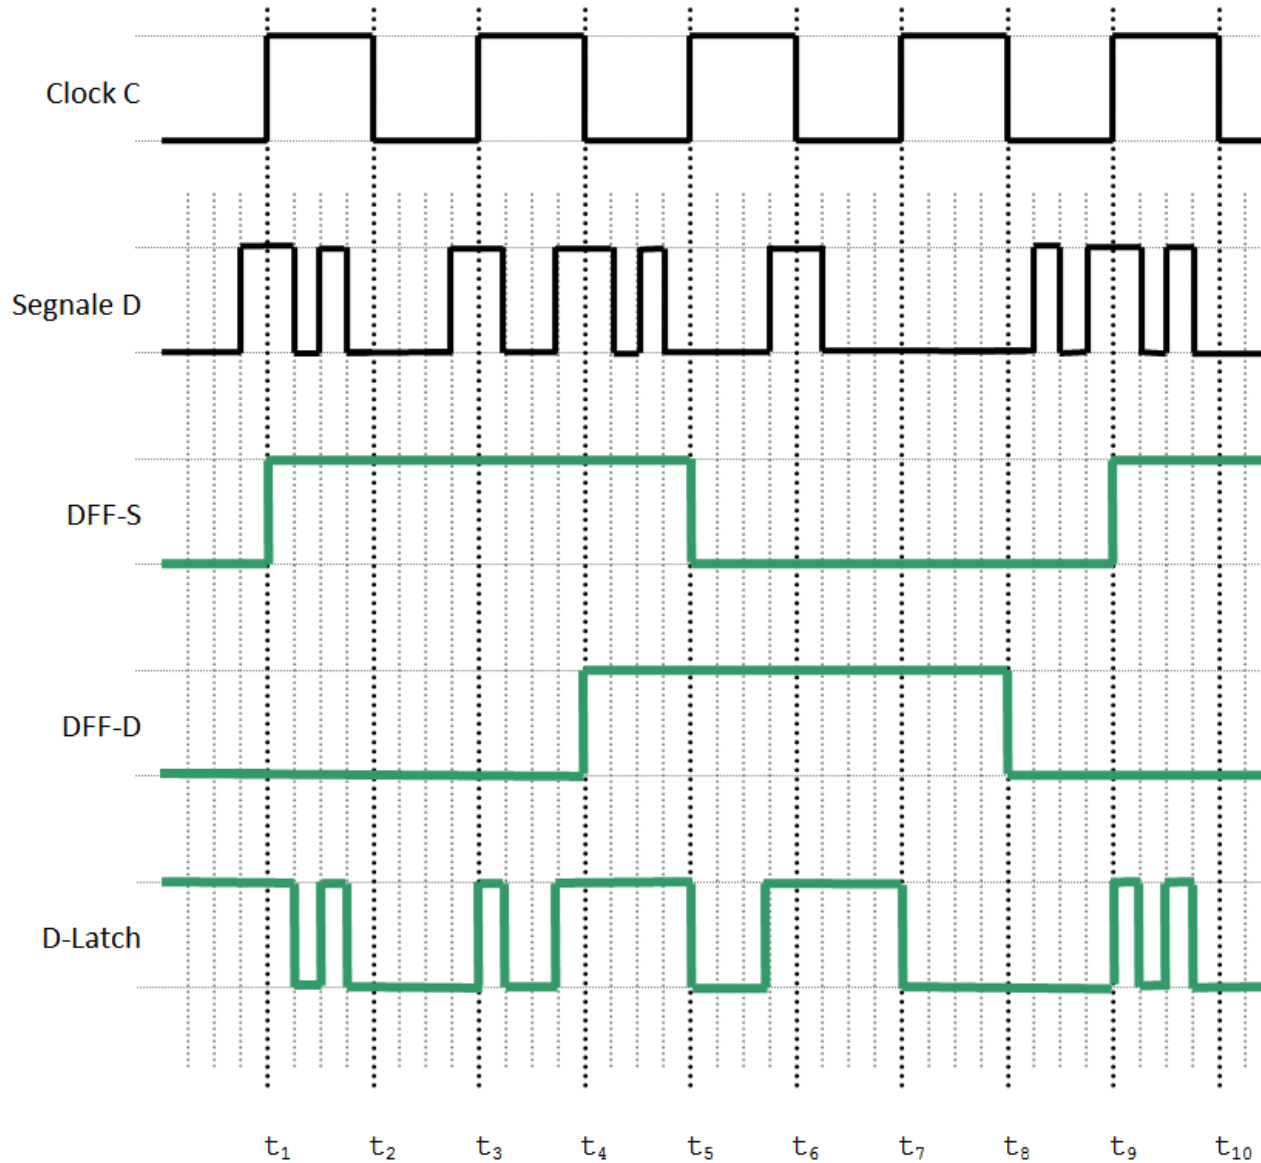 Clock C
Segnale D
DFF-S
DFF-D
D-Latch
t1 t2 t3 t4 t5 t6 t7 t8 t9 t10